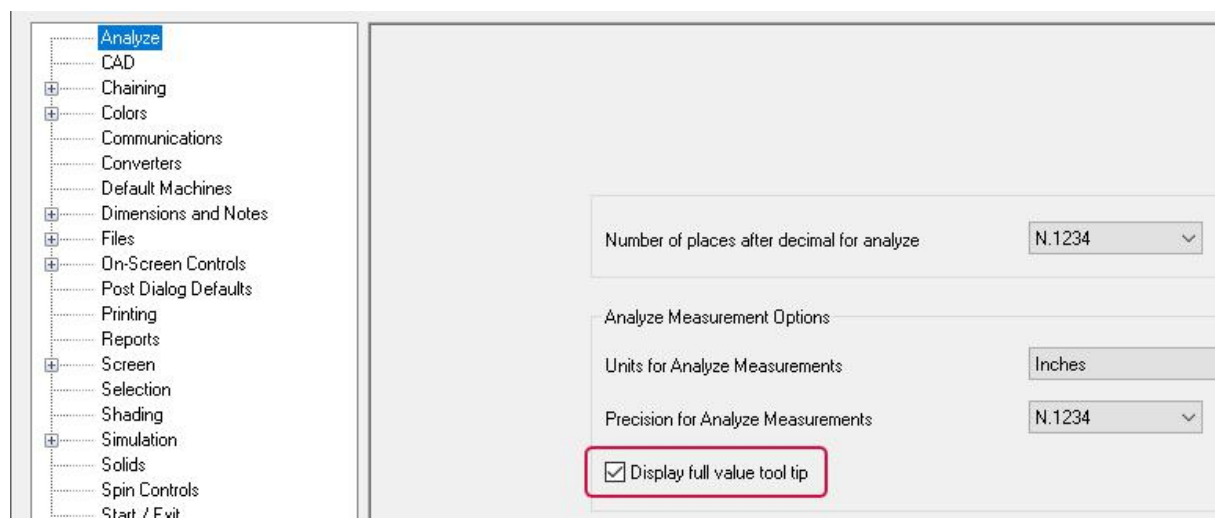 Analyze
CAD
Chaining
Colors
Communications
Converters
Default Machines
Dimensions and Notes
Files
On-Screen Controls
Post Dialog Defaults
Printing
Reports
Screen
Selection
Shading
Simulation
Solids
Spin Controls
Start / Exit
Number of places after decimal for analyze N.1234
Analyze Measurement Options
Units for Analyze Measurements Inches
Precision for Analyze Measurements N.1234
Display full value tool tip